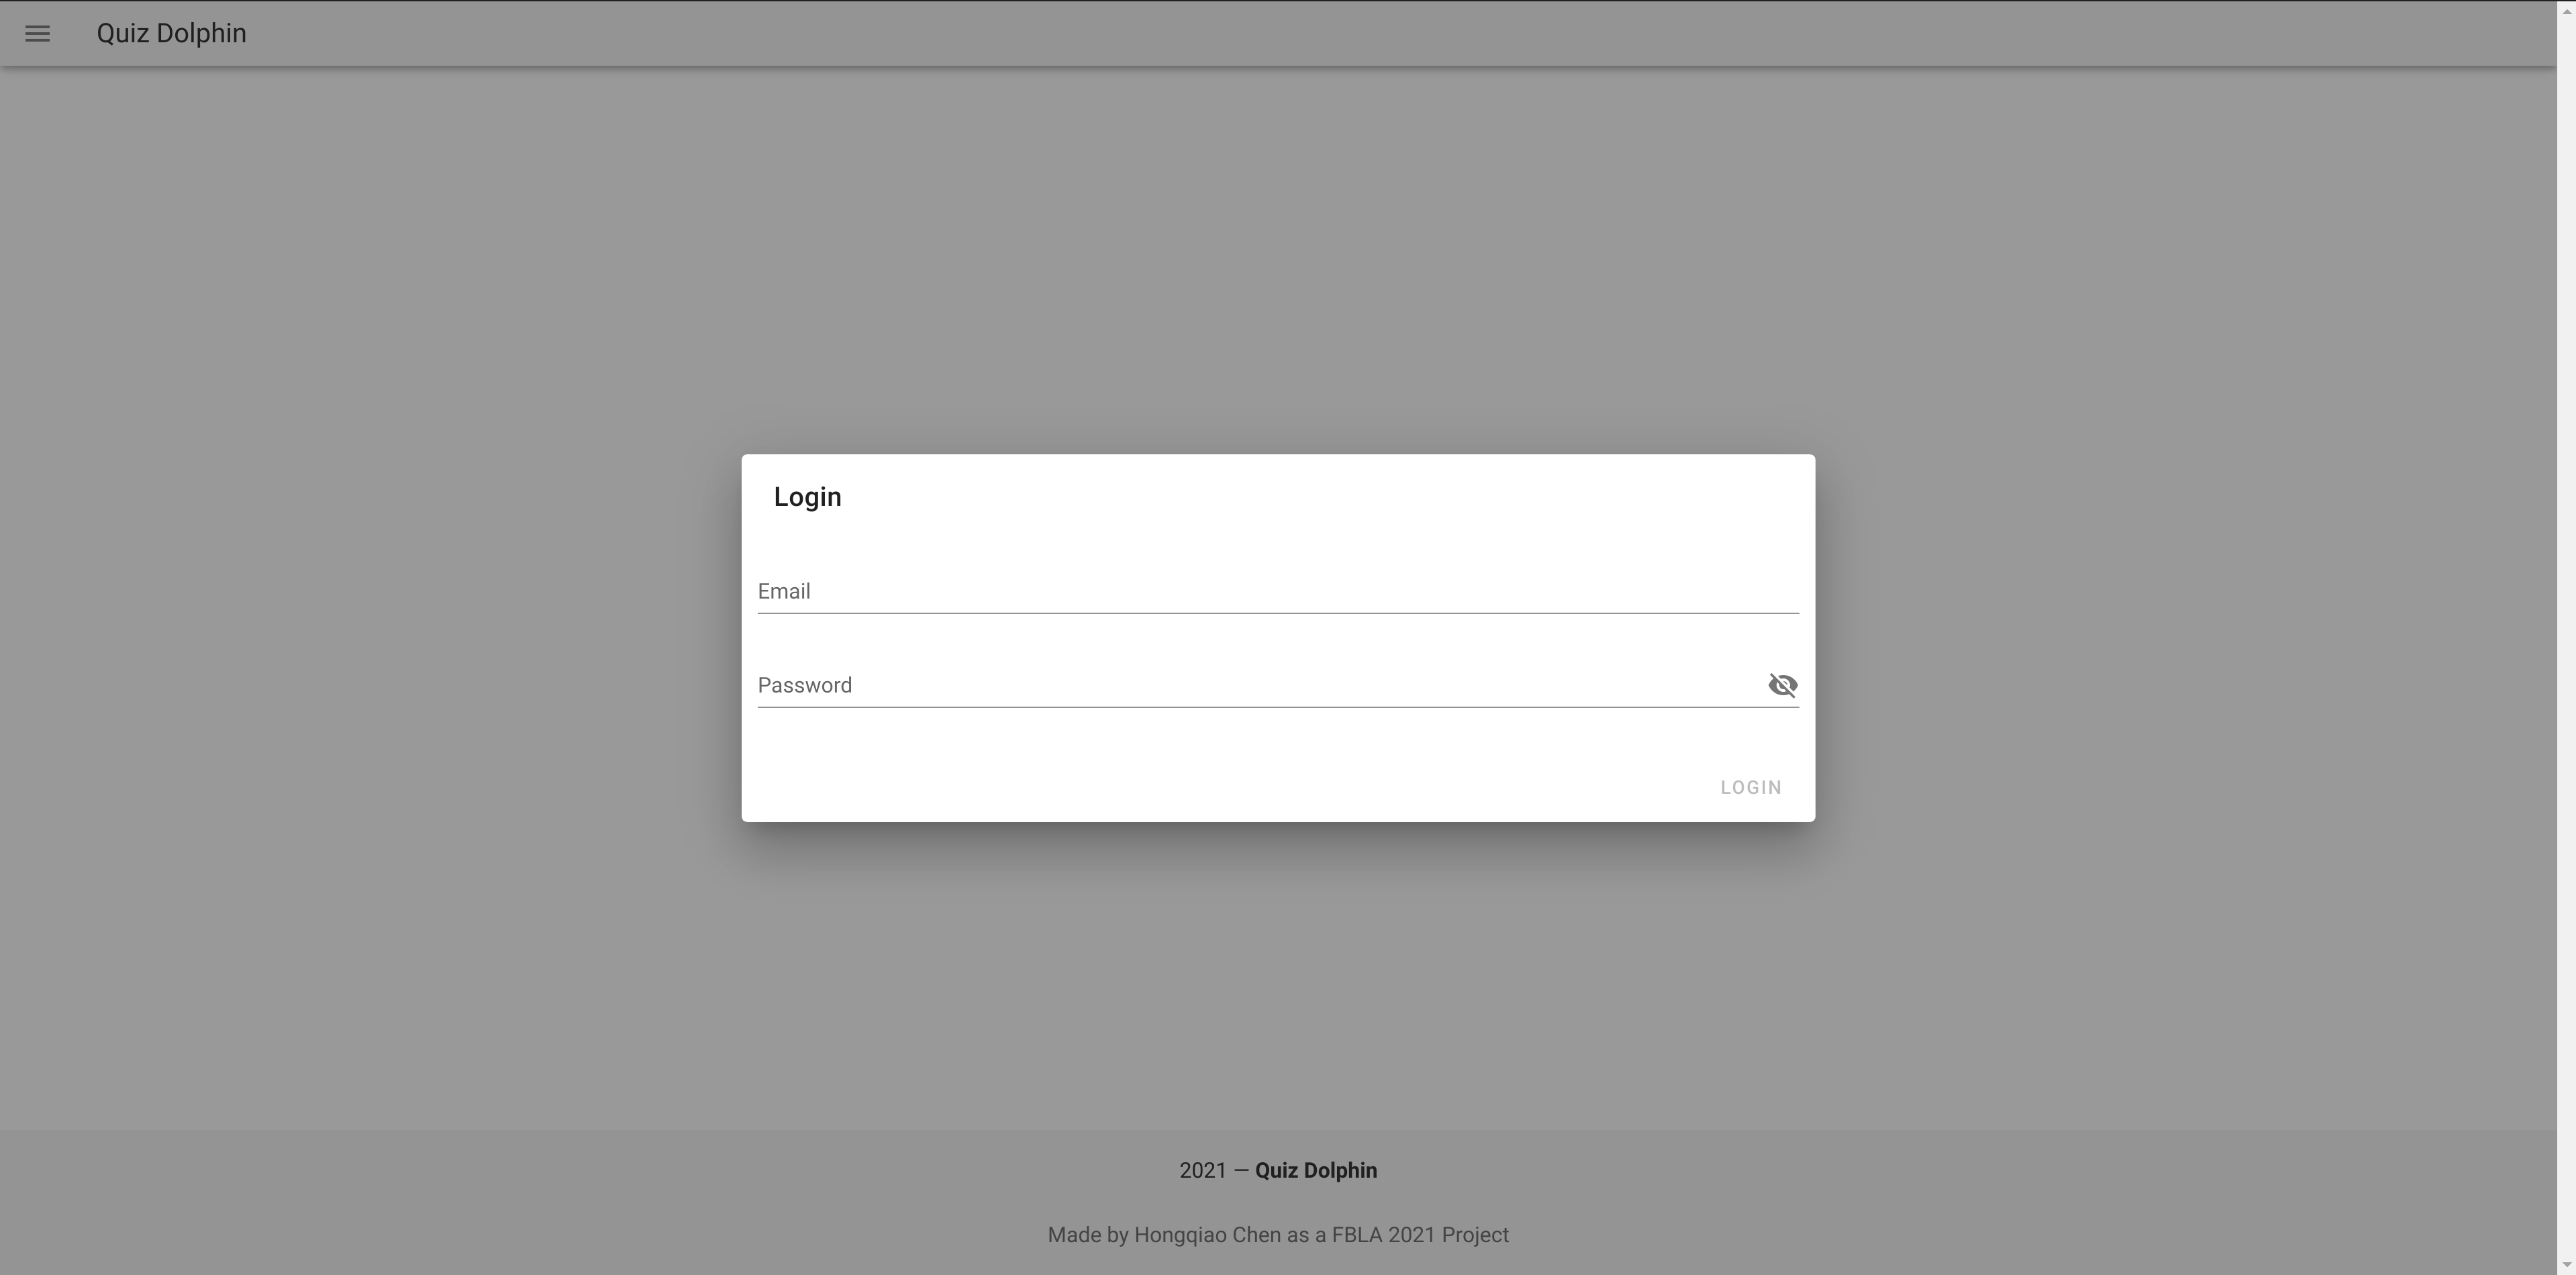 Quiz Dolphin
Login
Email
Password
LOGIN
2021 — Quiz Dolphin
Made by Hongqiao Chen as a FBLA 2021 Project